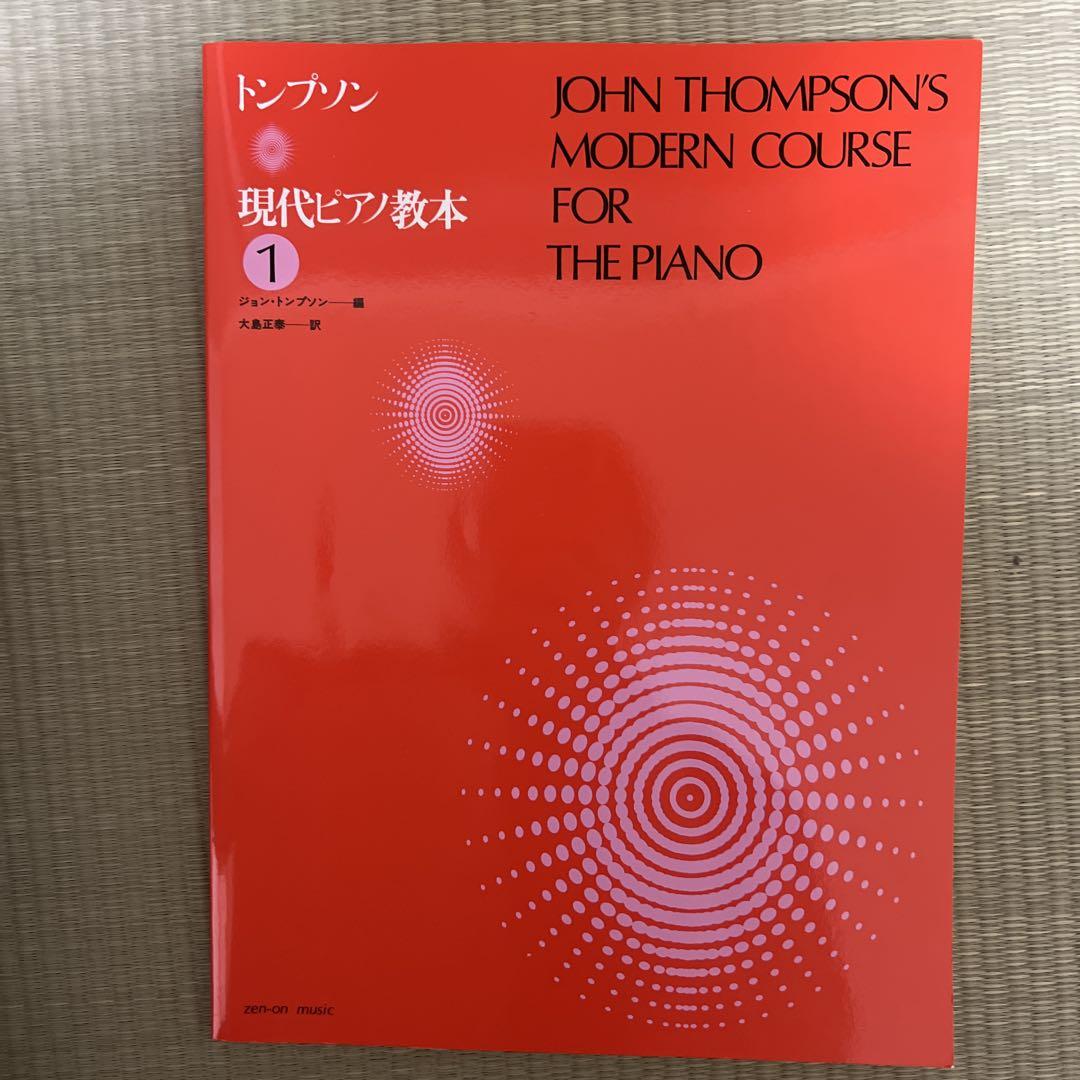 トンプソン
現代ピアノ教本
1
ジョン・トンプソン——編
大島正泰——訳
JOHN THOMPSON'S
MODERN COURSE
FOR
THE PIANO
zen-on music